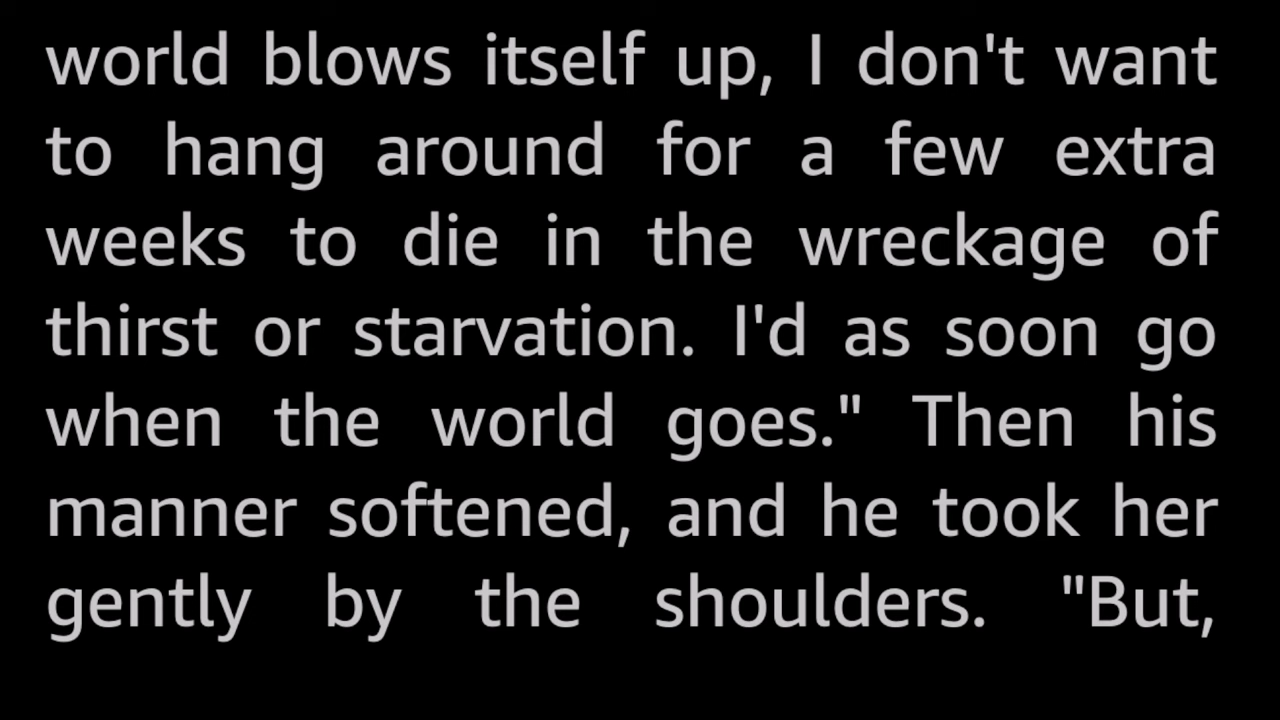 world blows itself up, I don't want
to hang around for a few extra
weeks to die in the wreckage of
thirst or starvation. I'd as soon go
when the world goes." Then his
manner softened, and he took her
gently by the shoulders. "But,